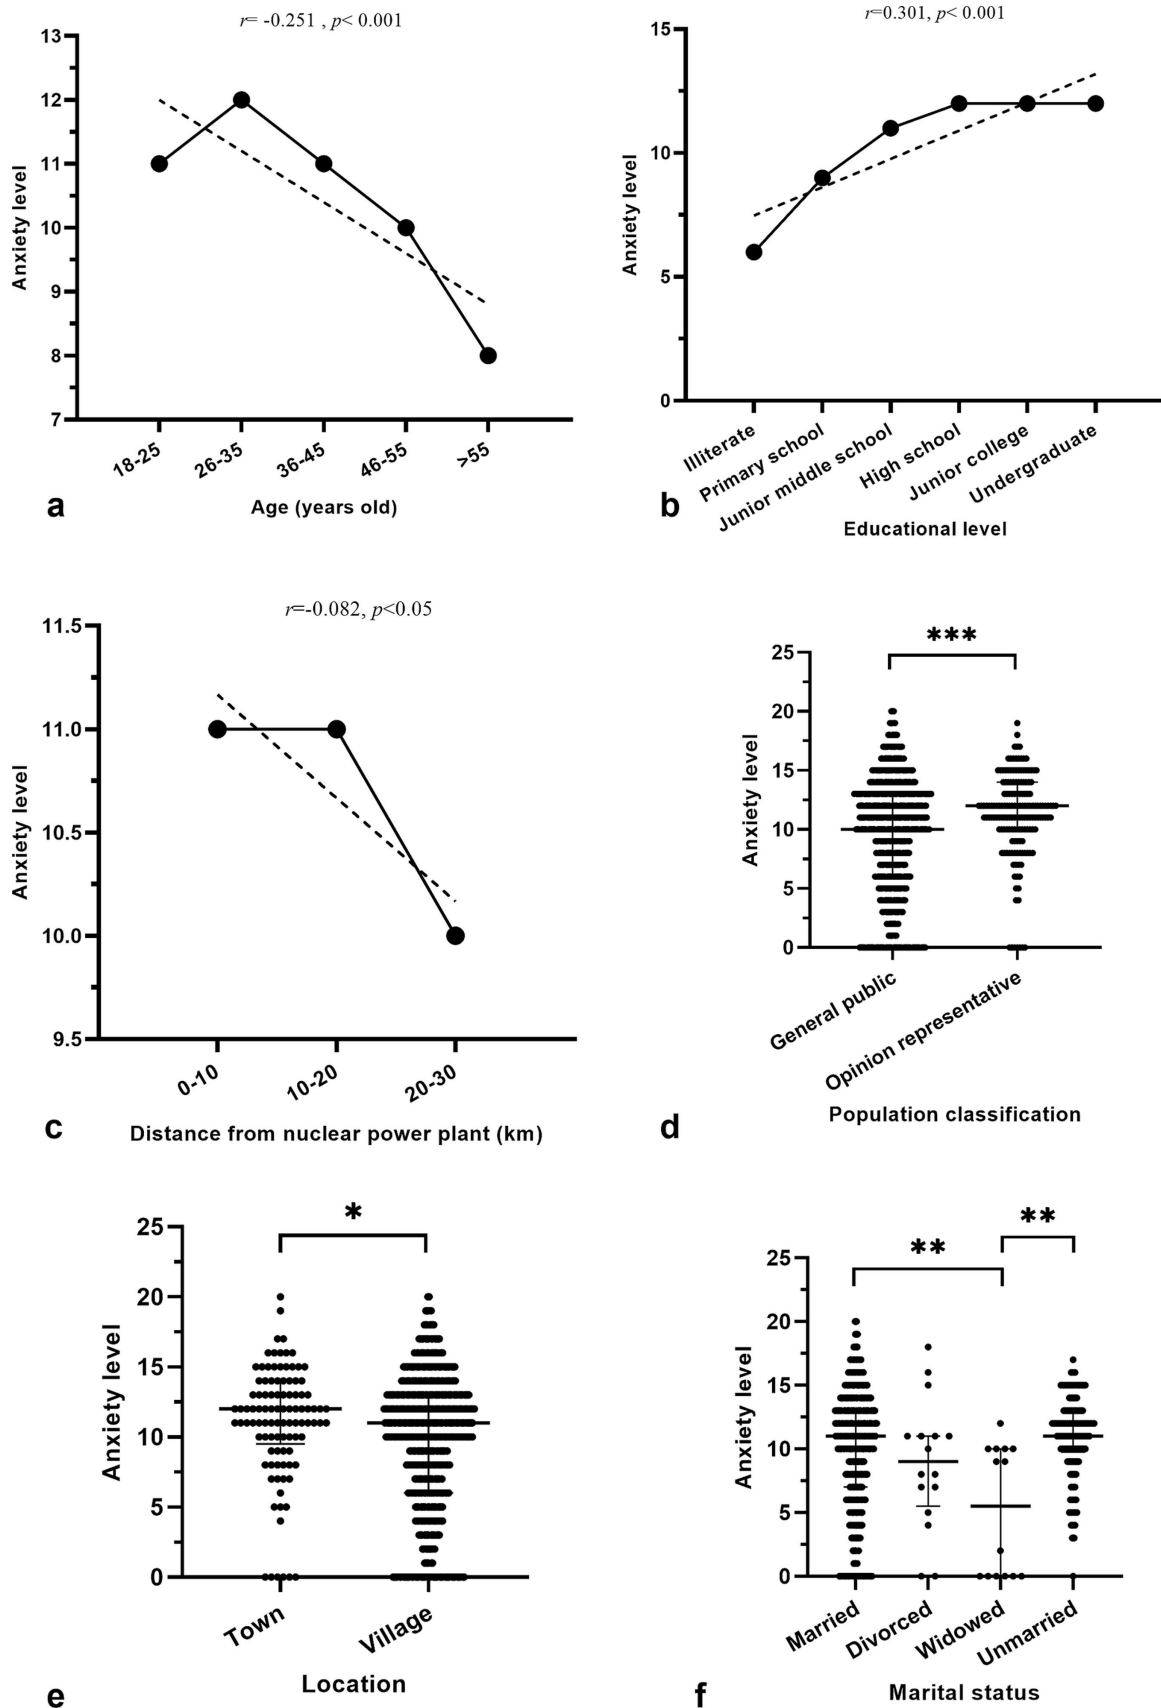 r= -0.251 , p< 0.001
13
12
11
10
9
8
7
Anxiety level
18-25
26-35
36-45
46-55
>55
Age (years old)
a
r=0.301, p< 0.001
15
10
5
0
Anxiety level
Illiterate
Primary school
Junior middle school
High school
Junior college
Undergraduate
Educational level
b
r=-0.082, p<0.05
11.5
11.0
10.5
10.0
9.5
Anxiety level
0-10
10-20
20-30
Distance from nuclear power plant (km)
c
***
25
20
15
10
5
0
Anxiety level
General public
Opinion representative
Population classification
d
*
25
20
15
10
5
0
Anxiety level
Town
Village
Location
e
**
**
25
20
15
10
5
0
Anxiety level
Married
Divorced
Widowed
Unmarried
Marital status
f